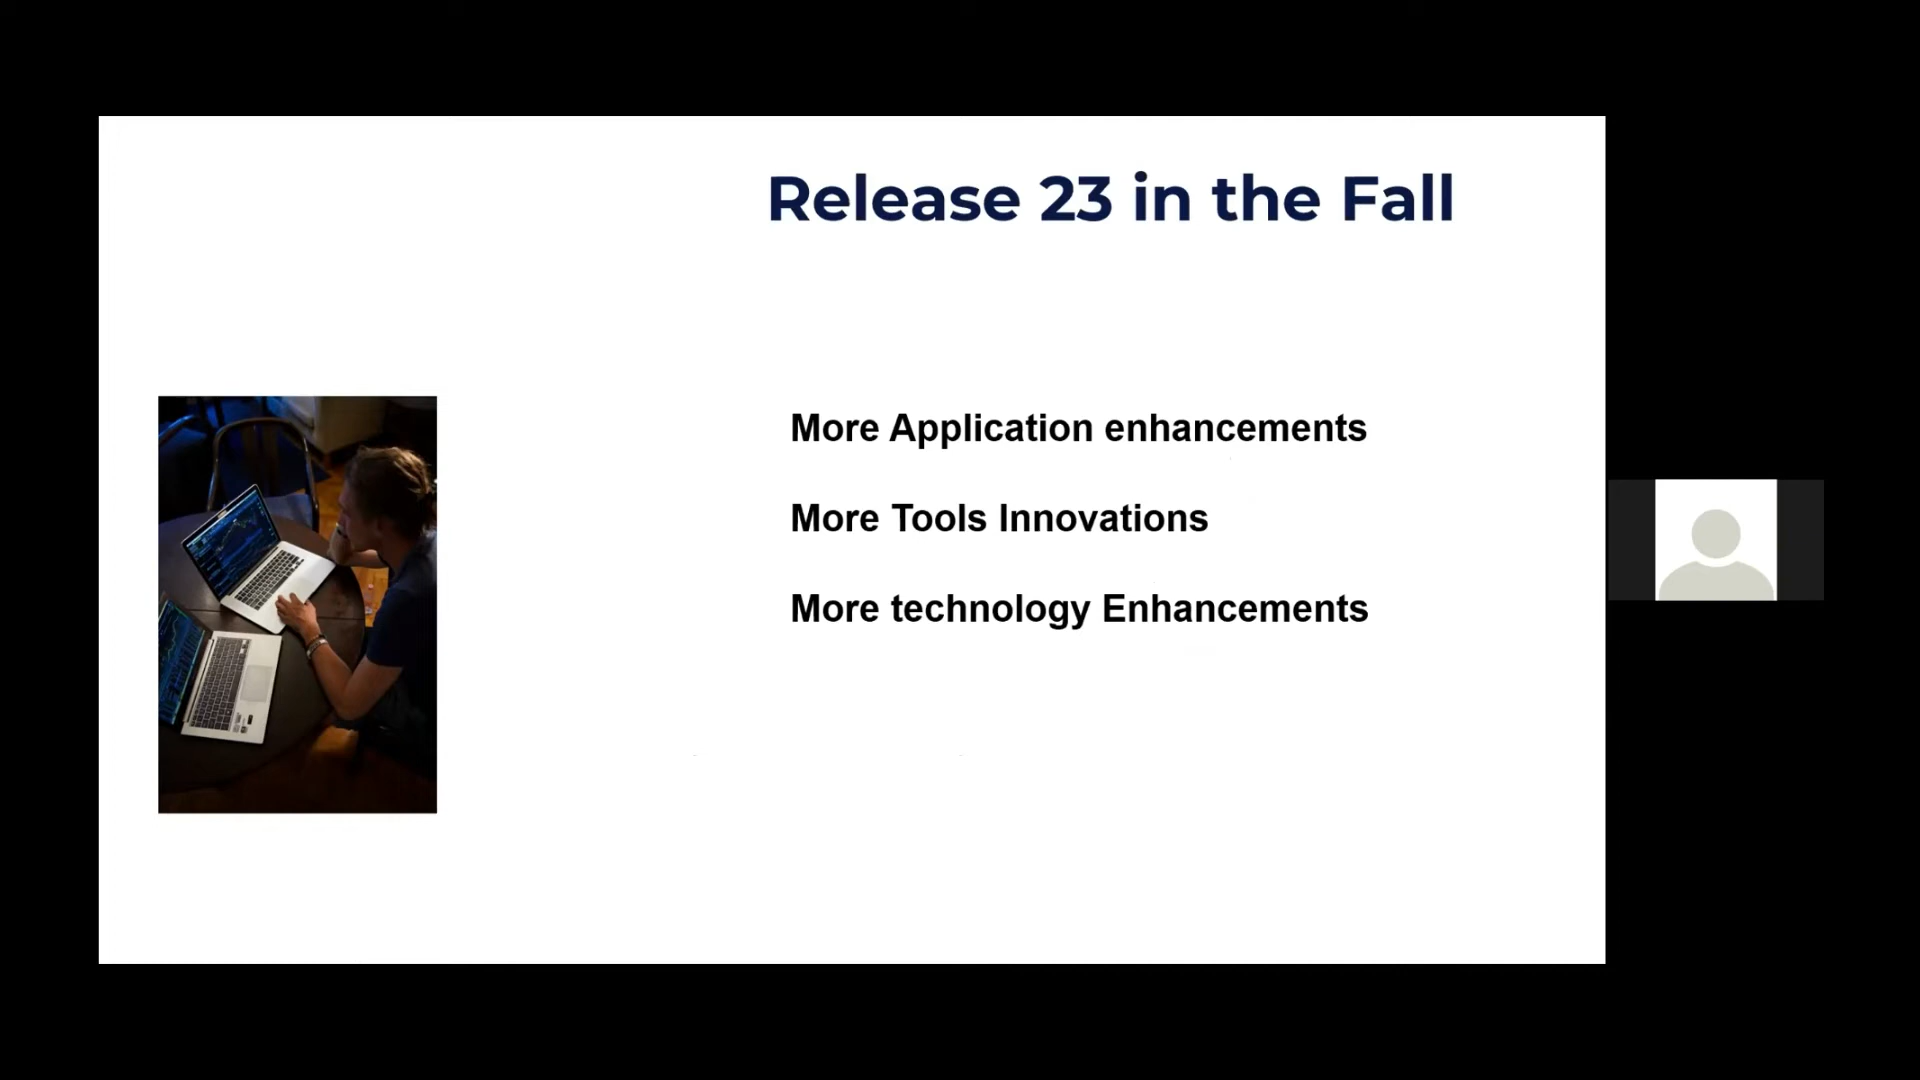 Release 23 in the Fall
More Application enhancements
More Tools Innovations
More technology Enhancements